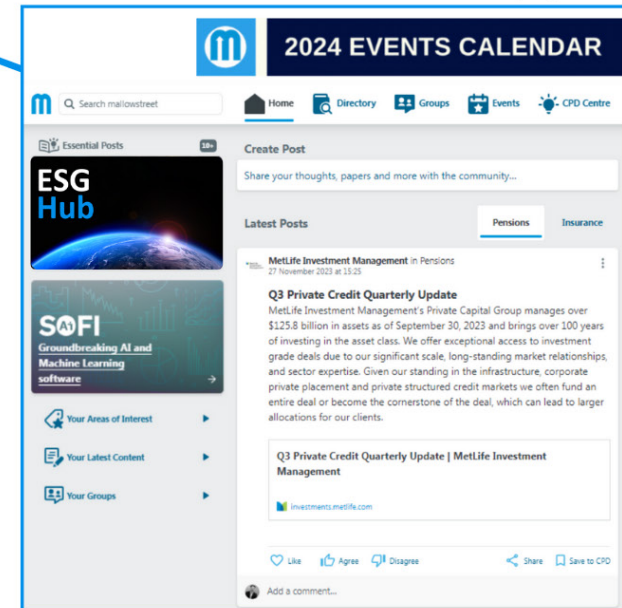 2024 EVENTS CALENDAR
m
Search mallowstreet
Home
Directory
Groups
Events
CPD Centre
Essential Posts
10+
ESG
Hub
SOFI
AI
Groundbreaking AI and
Machine Learning
software
Your Areas of Interest
Your Latest Content
Your Groups
Create Post
Share your thoughts, papers and more with the community...
Latest Posts
Pensions
Insurance
MetLife Investment Management in Pensions
27 November 2023 at 15:25
Q3 Private Credit Quarterly Update
MetLife Investment Management's Private Capital Group manages over
$125.8 billion in assets as of September 30, 2023 and brings over 100 years
of investing in the asset class. We offer exceptional access to investment
grade deals due to our significant scale, long-standing market relationships,
and sector expertise. Given our standing in the infrastructure, corporate
private placement and private structured credit markets we often fund an
entire deal or become the cornerstone of the deal, which can lead to larger
allocations for our clients.
Q3 Private Credit Quarterly Update | MetLife Investment
Management
investments.metlife.com
Like
Agree
Disagree
Share
Save to CPD
Add a comment...